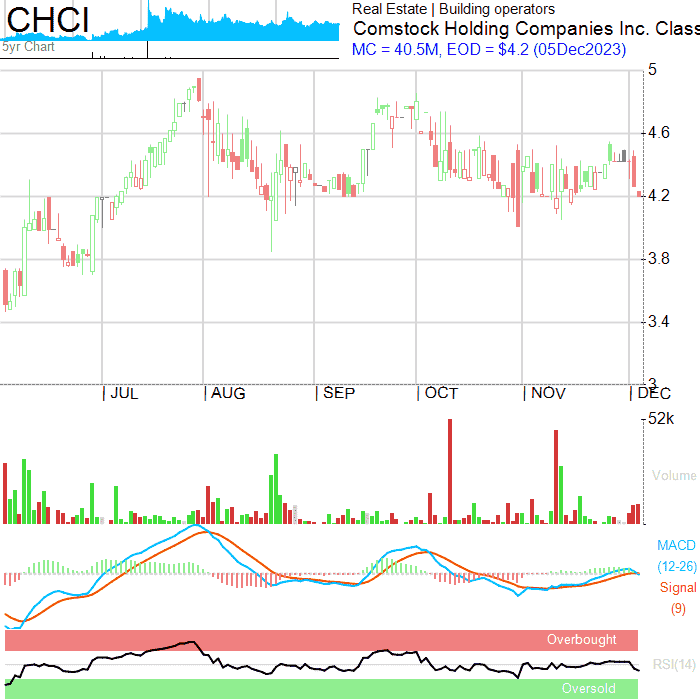 CHCI
5yr Chart
Real Estate | Building operators
Comstock Holding Companies Inc. Class
MC = 40.5M, EOD = $4.2 (05Dec2023)
5
4.6
4.2
3.8
3.4
3
JUL
AUG
SEP
OCT
NOV
DEC
52k
Volume
MACD
(12-26)
Signal
(9)
Overbought
RSI(14)
Oversold